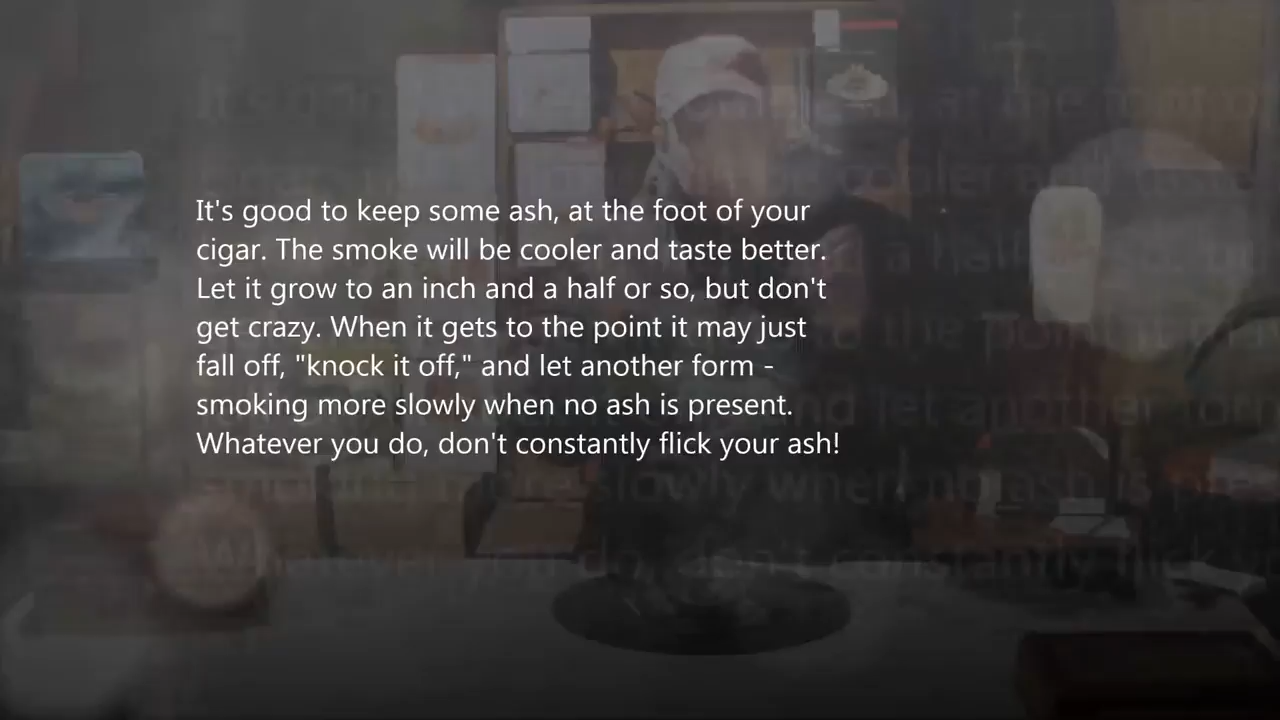 It's good to keep some ash, at the foot of your
cigar. The smoke will be cooler and taste better.
Let it grow to an inch and a half or so, but don't
get crazy. When it gets to the point it may just
fall off, "knock it off," and let another form -
smoking more slowly when no ash is present.
Whatever you do, don't constantly flick your ash!